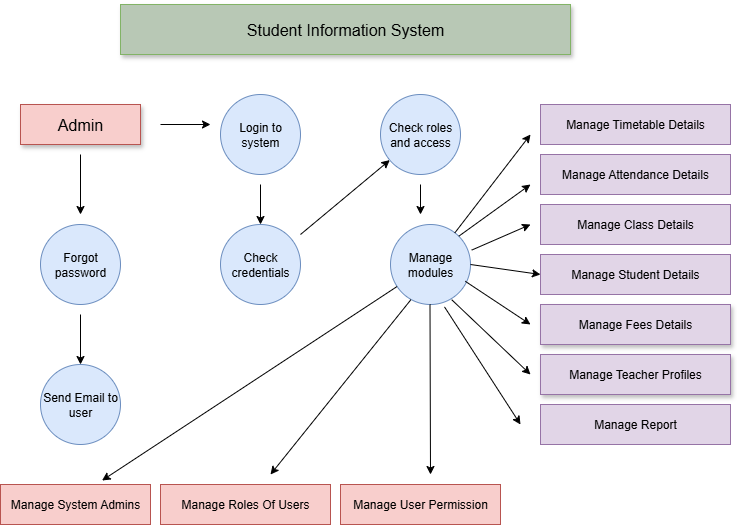 Student Information System
Admin
Login to
system
Check roles
and access
Manage Timetable Details
Manage Attendance Details
Manage Class Details
Forgot
password
Check
credentials
Manage
modules
Manage Student Details
Manage Fees Details
Manage Teacher Profiles
Send Email to
user
Manage Report
Manage System Admins
Manage Roles Of Users
Manage User Permission